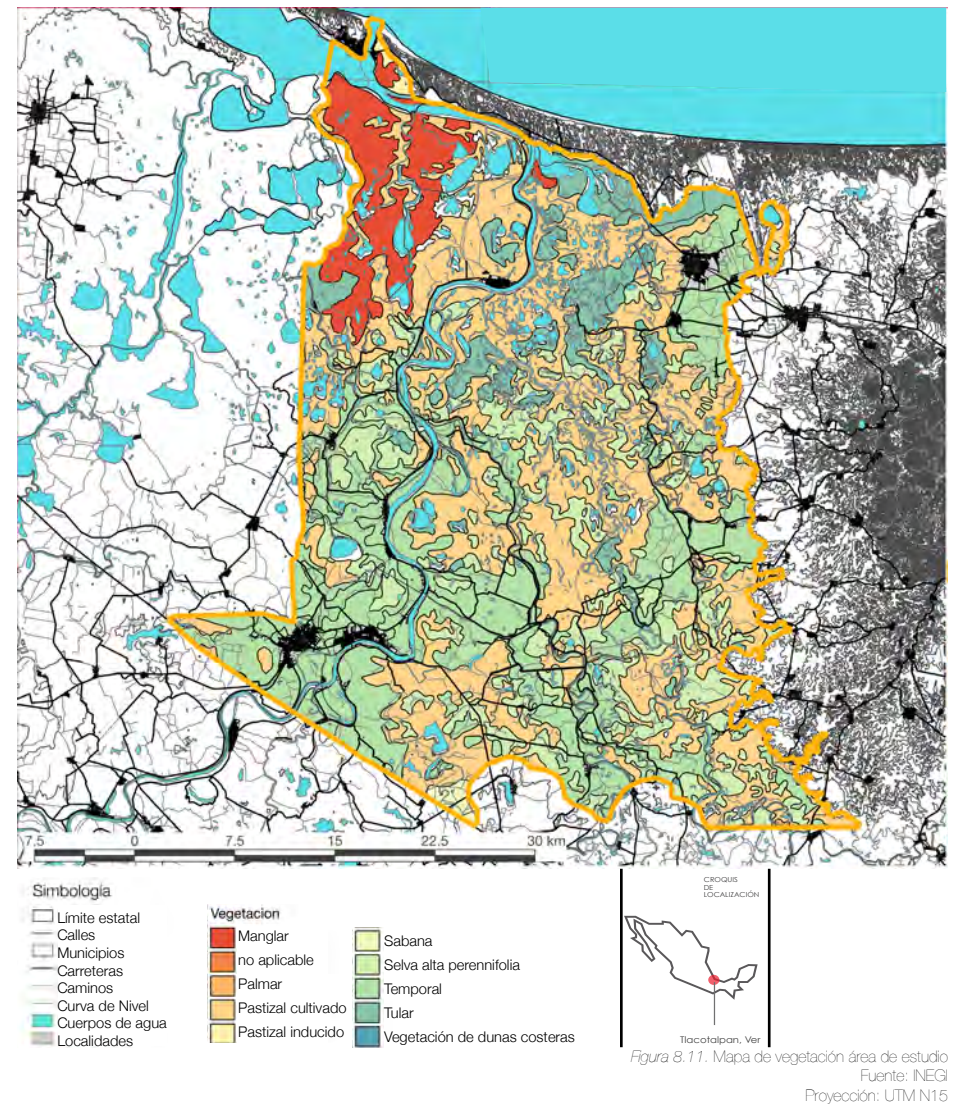 7.5 0 7.5 15 22.5 30 km
Simbología
Límite estatal
Calles
Municipios
Carreteras
Caminos
Curva de Nivel
Cuerpos de agua
Localidades
Vegetacion
Manglar
no aplicable
Palmar
Pastizal cultivado
Pastizal inducido
Sabana
Selva alta perennifolia
Temporal
Tular
Vegetación de dunas costeras
CROQUIS
DE
LOCALIZACIÓN
Tlacotalpan, Ver
Figura 8.11. Mapa de vegetación área de estudio
Fuente: INEGI
Proyección: UTM N15